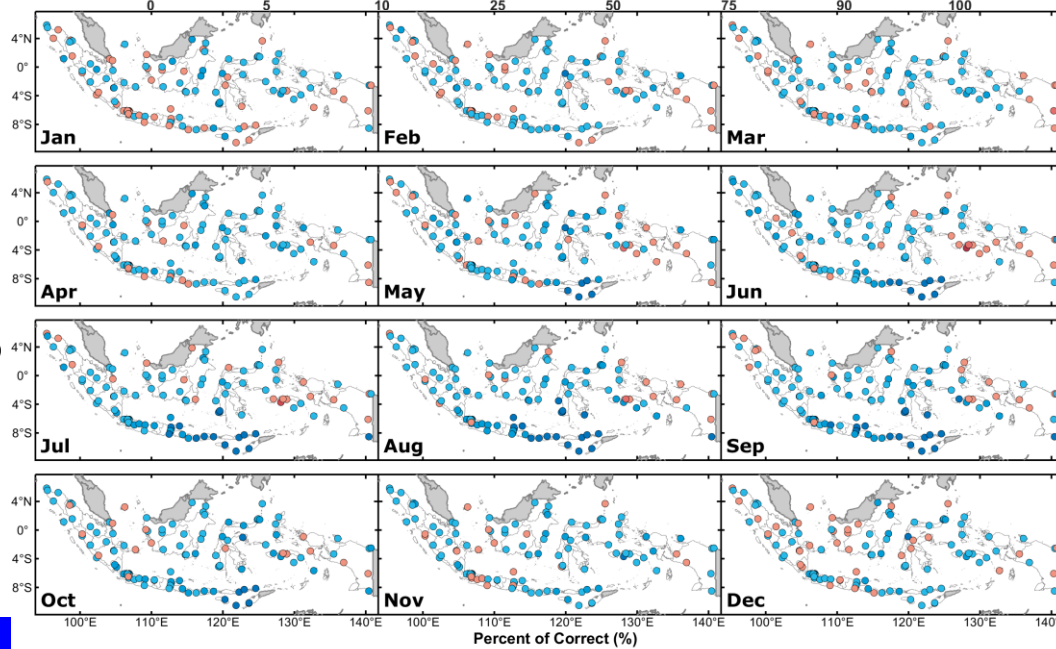 0 5 10 25 50 75 90 100
4°N
0°
4°S
8°S
Jan Feb Mar
4°N
0°
4°S
8°S
Apr May Jun
4°N
0°
4°S
8°S
Jul Aug Sep
4°N
0°
4°S
8°S
Oct Nov Dec
100°E 110°E 120°E 130°E 140°E 100°E 110°E 120°E 130°E 140°E 100°E 110°E 120°E 130°E 140°
Percent of Correct (%)